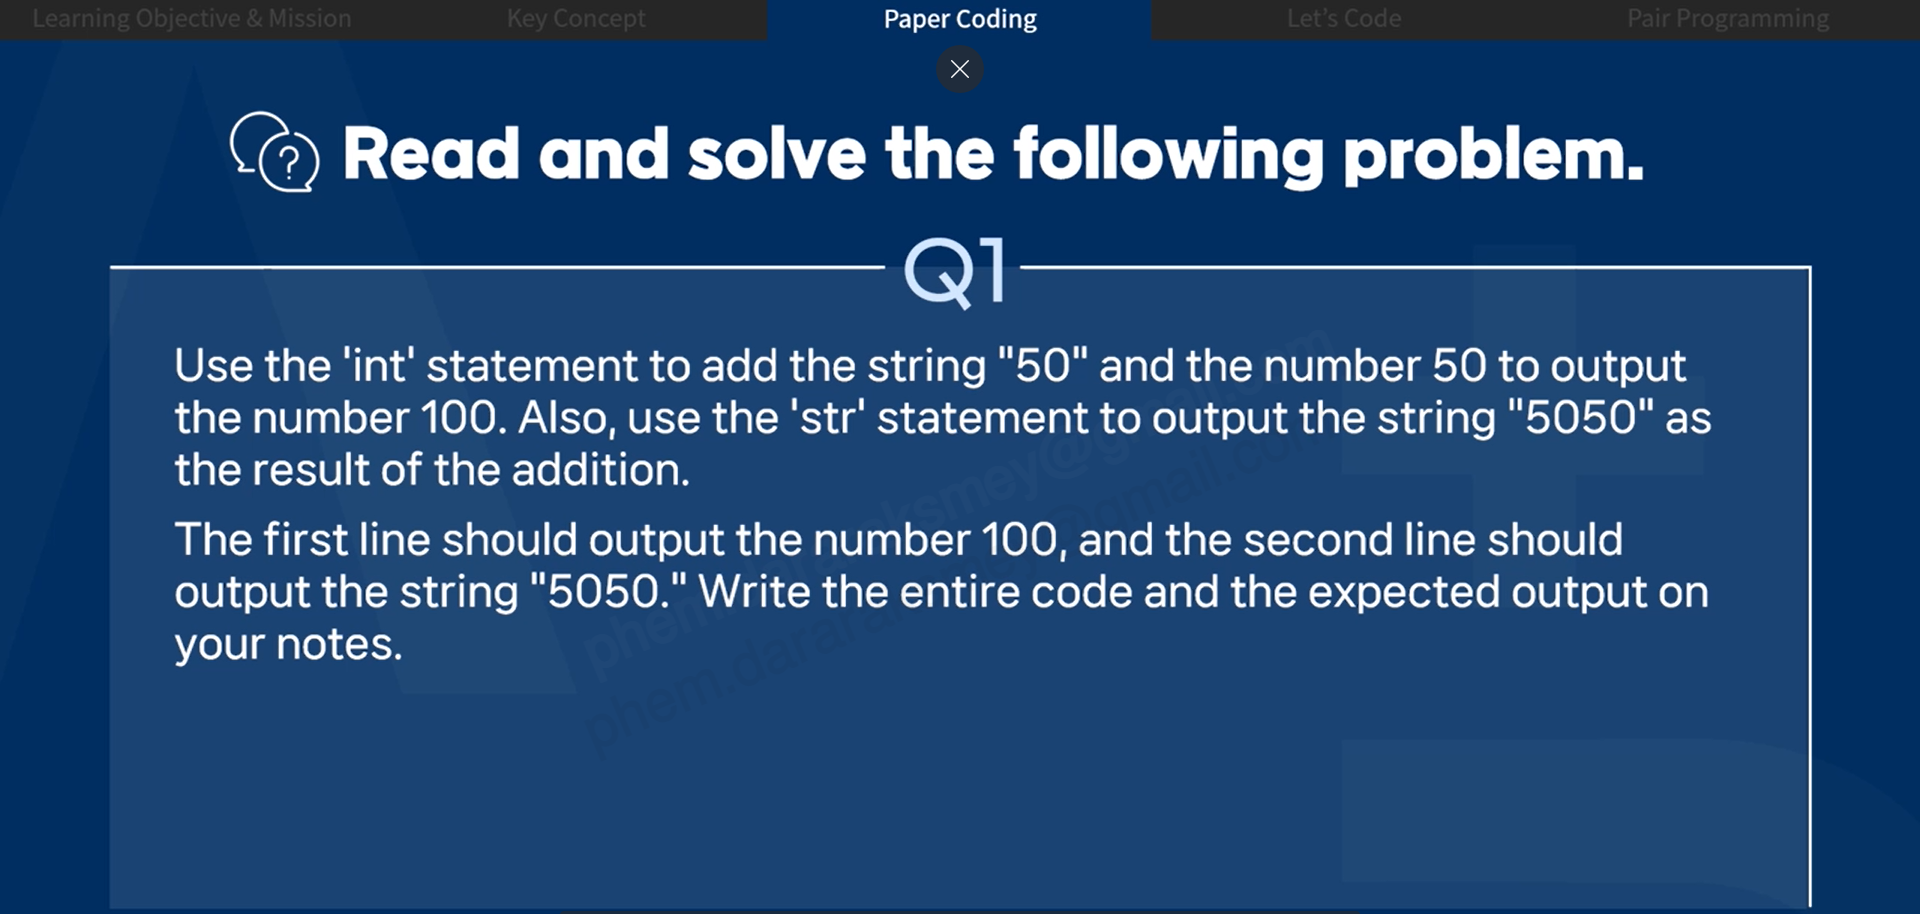 Learning Objective & Mission
Key Concept
Paper Coding
Let's Code
Pair Programming
Read and solve the following problem.
Q1
Use the 'int' statement to add the string "50" and the number 50 to output
the number 100. Also, use the 'str' statement to output the string "5050" as
the result of the addition.
The first line should output the number 100, and the second line should
output the string "5050." Write the entire code and the expected output on
your notes.